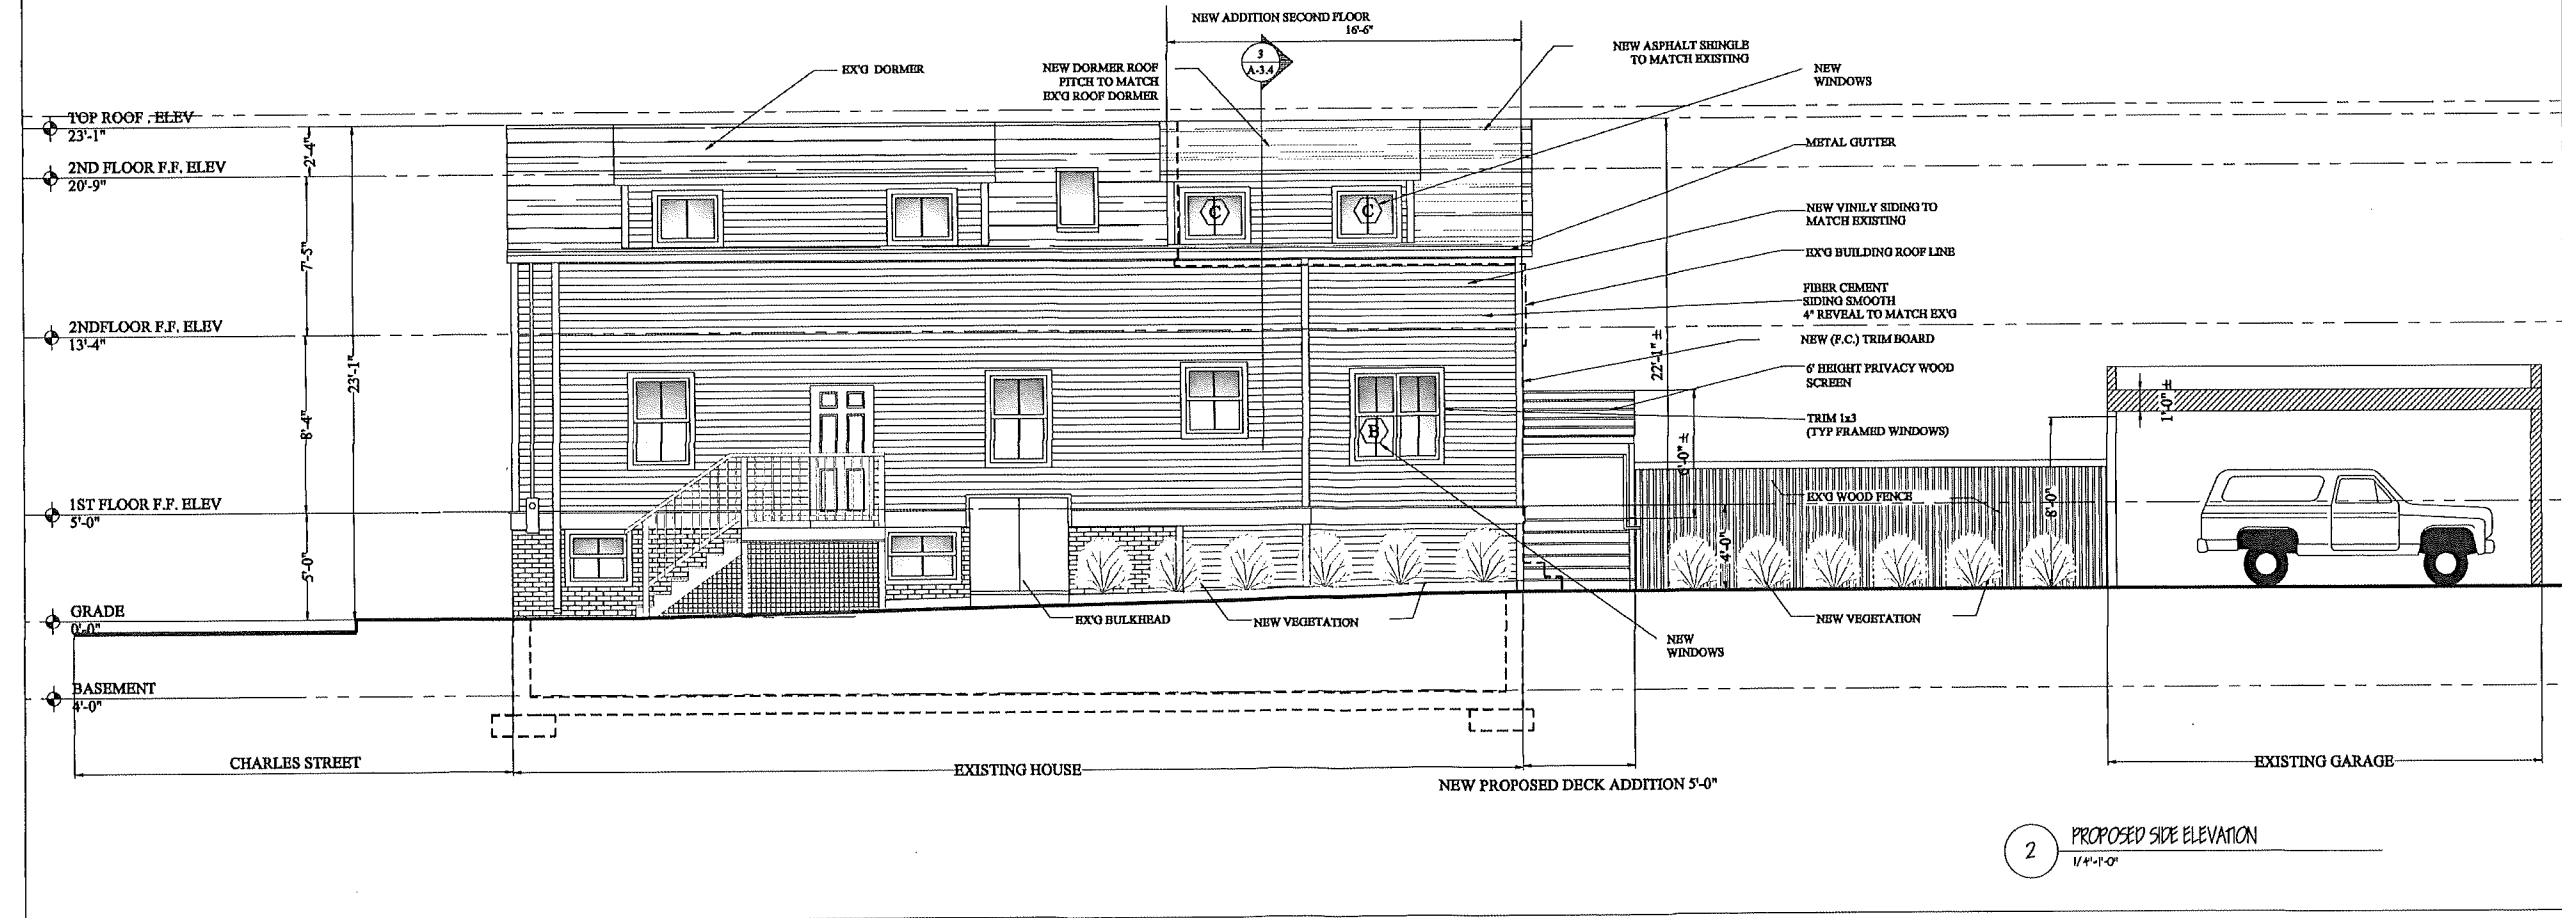 NEW ADDITION SECOND FLOOR
16'-6"
3
A-3.4
EX'G DORMER
NEW DORMER ROOF
PITCH TO MATCH
EX'G ROOF DORMER
NEW ASPHALT SHINGLE
TO MATCH EXISTING
NEW
WINDOWS
TOP ROOF . ELEV
23'-1"
2'-4"
METAL GUTTER
2ND FLOOR F.F. ELEV
20'-9"
C
C
NEW VINILY SIDING TO
MATCH EXISTING
7'-5"
EX'G BUILDING ROOF LINE
FIBER CEMENT
SIDING SMOOTH
4" REVEAL TO MATCH EX'G
2NDFLOOR F.F. ELEV
13'-4"
NEW (F.C.) TRIM BOARD
23'-1"
22'-1" ±
6' HEIGHT PRIVACY WOOD
SCREEN
1'-0" ±
TRIM 1x3
(TYP FRAMED WINDOWS)
8'-4"
B
6'-0" ±
1ST FLOOR F.F. ELEV
5'-0"
EX'G WOOD FENCE
8'-0"
4'-0"
5'-0"
GRADE
0'-0"
EX'G BULKHEAD
NEW VEGETATION
NEW VEGETATION
NEW
WINDOWS
BASEMENT
4'-0"
CHARLES STREET
EXISTING HOUSE
NEW PROPOSED DECK ADDITION 5'-0"
EXISTING GARAGE
2
PROPOSED SIDE ELEVATION
1/4"-1'-0"